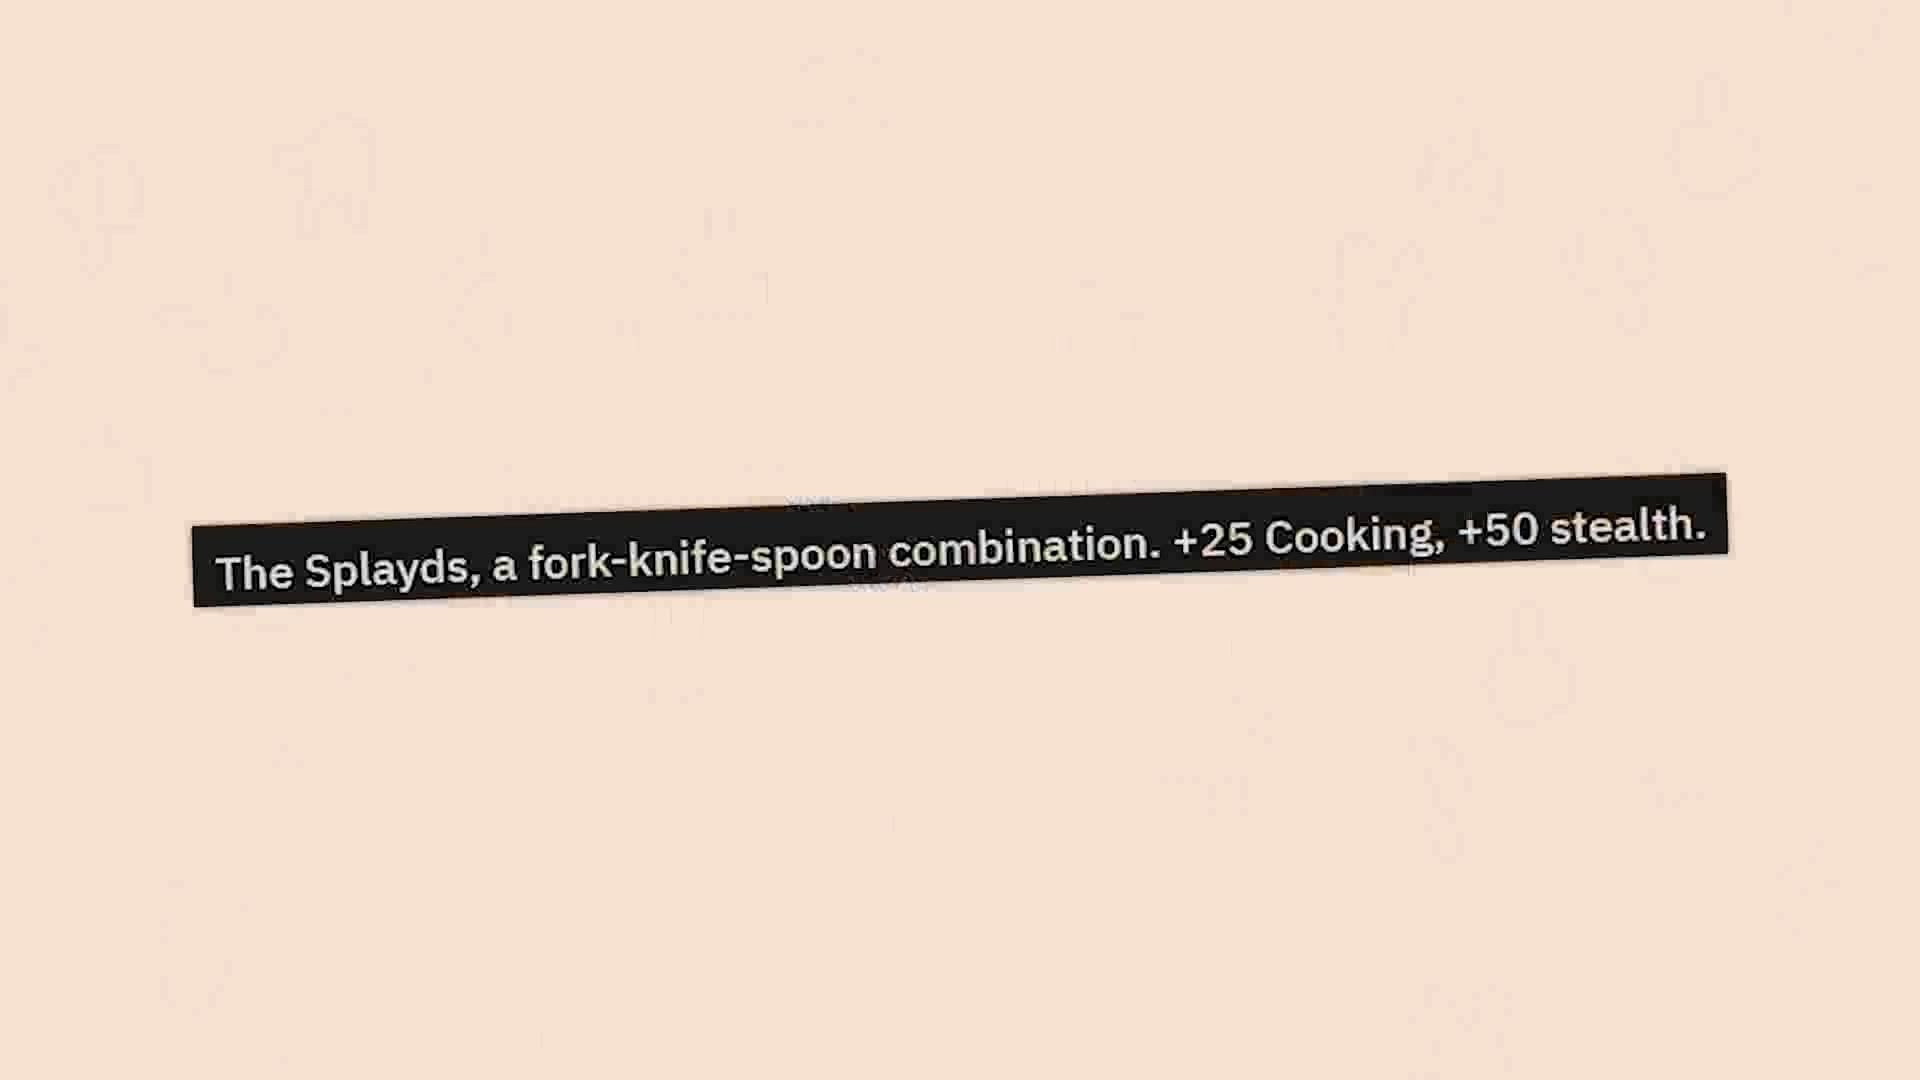 The Splayds, a fork-knife-spoon combination. +25 Cooking, +50 stealth.